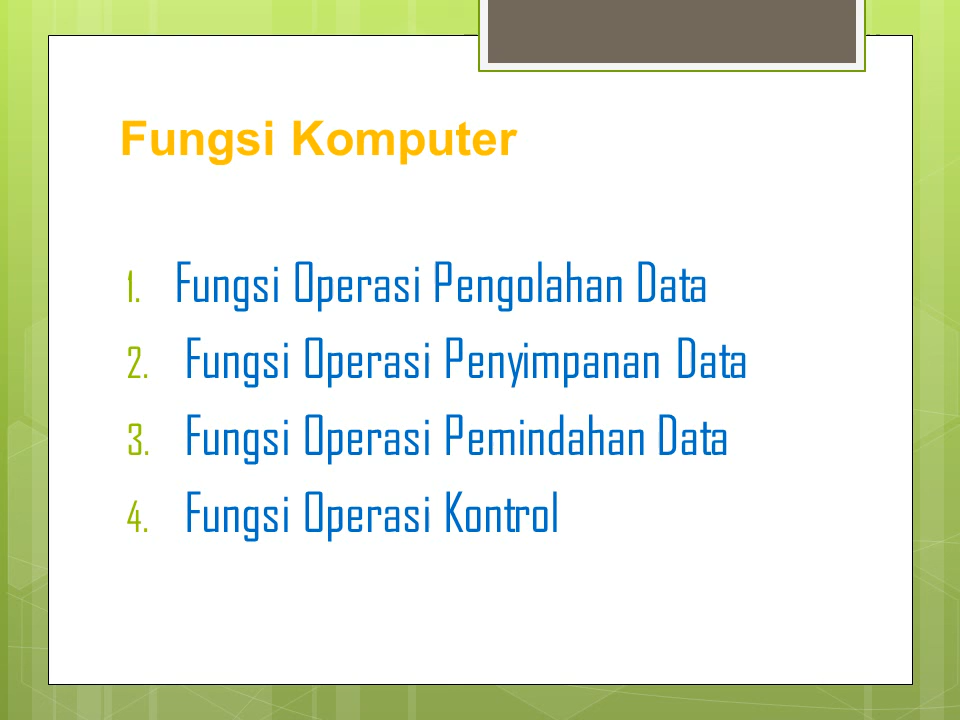 Fungsi Komputer
1. Fungsi Operasi Pengolahan Data
2. Fungsi Operasi Penyimpanan Data
3. Fungsi Operasi Pemindahan Data
4. Fungsi Operasi Kontrol